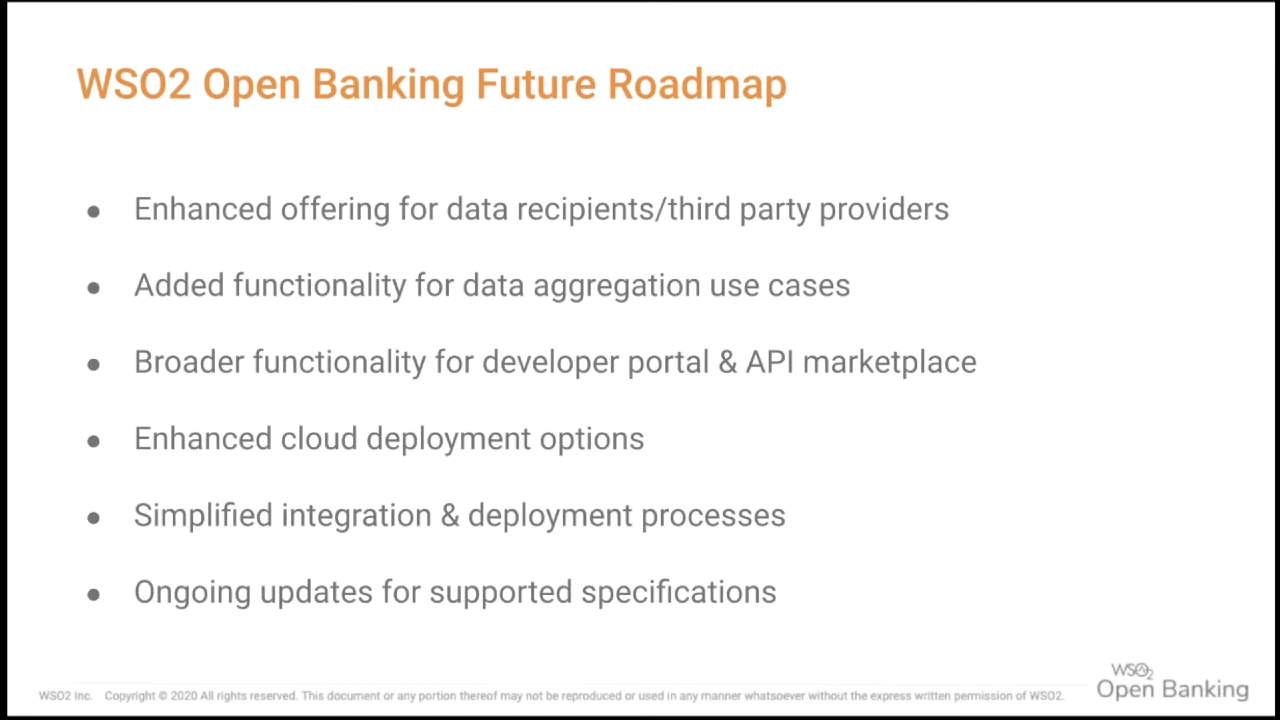 WSO2 Open Banking Future Roadmap
● Enhanced offering for data recipients/third party providers
● Added functionality for data aggregation use cases
● Broader functionality for developer portal & API marketplace
● Enhanced cloud deployment options
● Simplified integration & deployment processes
● Ongoing updates for supported specifications
WSO2 Inc. Copyright © 2020 All rights reserved. This document or any portion thereof may not be reproduced or used in any manner whatsoever without the express written permission of WSO2.
WSO2
Open Banking